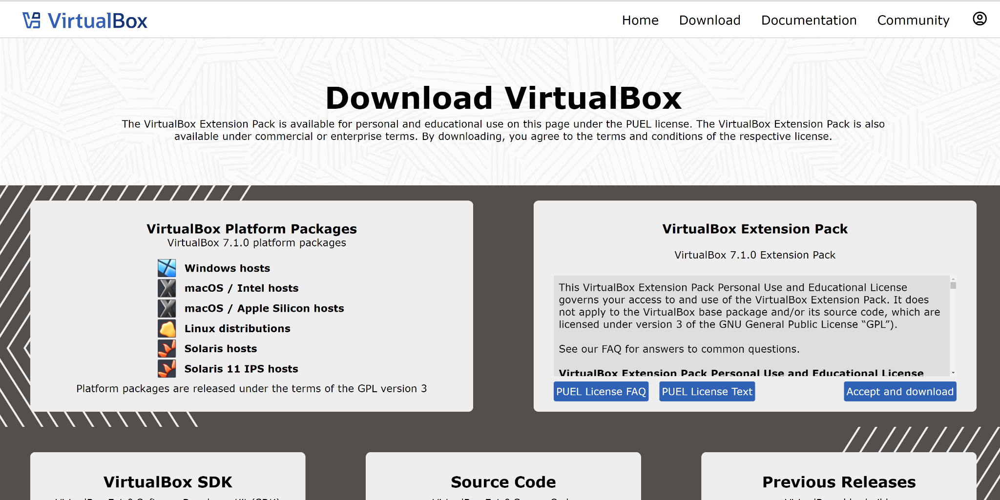 VirtualBox
Home Download Documentation Community
Download VirtualBox
The VirtualBox Extension Pack is available for personal and educational use on this page under the PUEL license. The VirtualBox Extension Pack is also
available under commercial or enterprise terms. By downloading, you agree to the terms and conditions of the respective license.
VirtualBox Platform Packages
VirtualBox 7.1.0 platform packages
Windows hosts
macOS / Intel hosts
macOS / Apple Silicon hosts
Linux distributions
Solaris hosts
Solaris 11 IPS hosts
Platform packages are released under the terms of the GPL version 3
VirtualBox Extension Pack
VirtualBox 7.1.0 Extension Pack
This VirtualBox Extension Pack Personal Use and Educational License
governs your access to and use of the VirtualBox Extension Pack. It does
not apply to the VirtualBox base package and/or its source code, which are
licensed under version 3 of the GNU General Public License “GPL”).
See our FAQ for answers to common questions.
VirtualBox Extension Pack Personal Use and Educational License
PUEL License FAQ PUEL License Text Accept and download
VirtualBox SDK
Source Code
Previous Releases